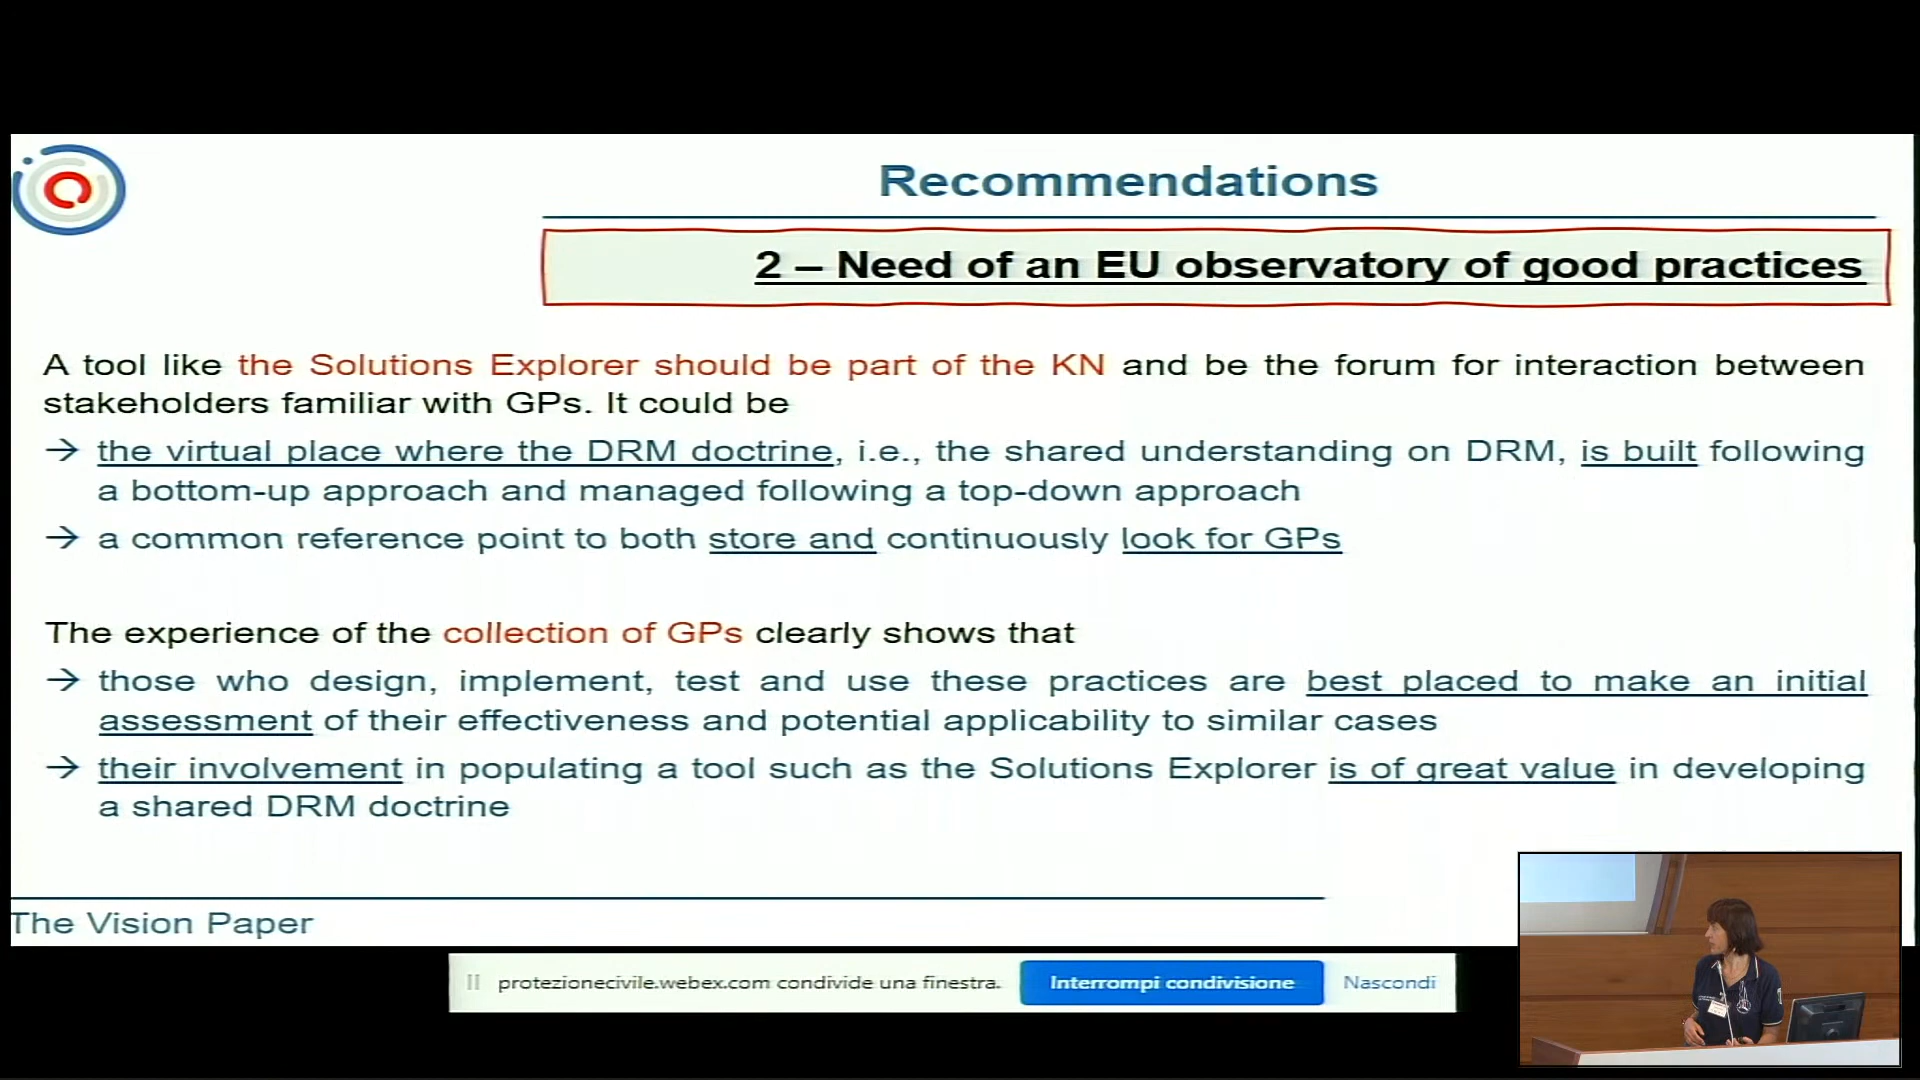 Recommendations
2 – Need of an EU observatory of good practices
A tool like the Solutions Explorer should be part of the KN and be the forum for interaction between
stakeholders familiar with GPs. It could be
→ the virtual place where the DRM doctrine, i.e., the shared understanding on DRM, is built following
a bottom-up approach and managed following a top-down approach
→ a common reference point to both store and continuously look for GPs
The experience of the collection of GPs clearly shows that
→ those who design, implement, test and use these practices are best placed to make an initial
assessment of their effectiveness and potential applicability to similar cases
→ their involvement in populating a tool such as the Solutions Explorer is of great value in developing
a shared DRM doctrine
The Vision Paper
protezionecivile.webex.com condivide una finestra. Interrompi condivisione Nascondi